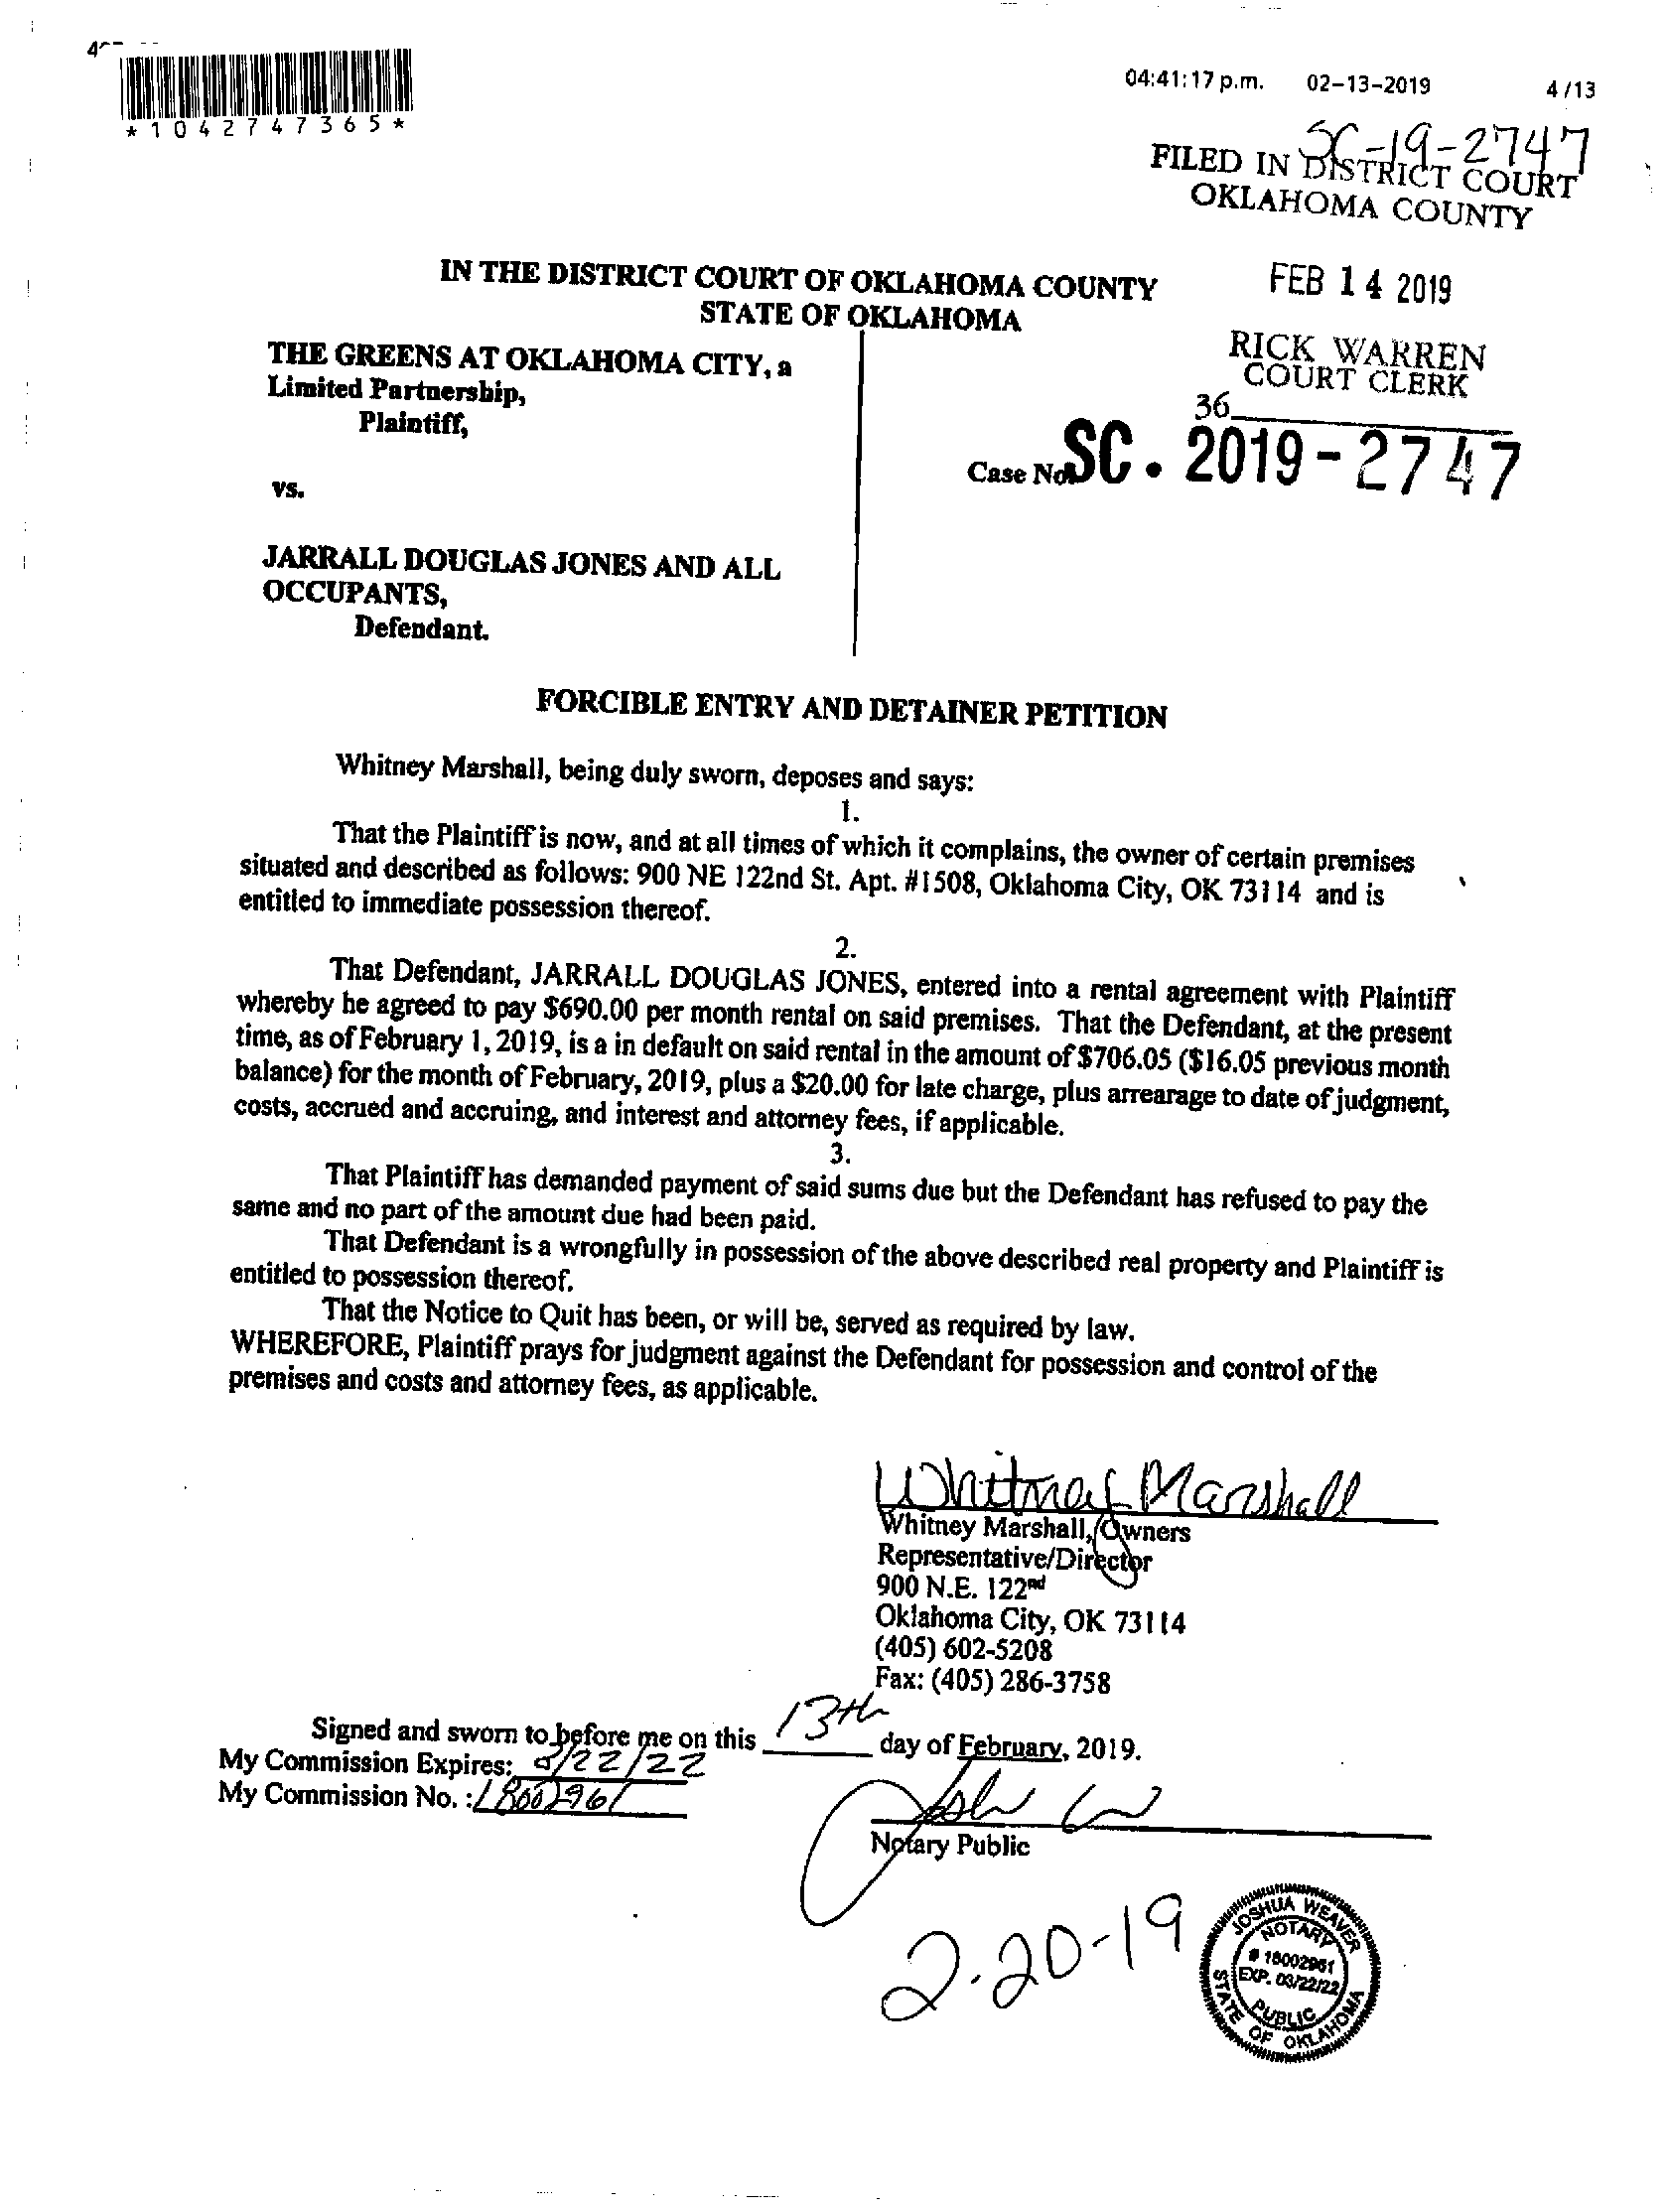 *1042747365*
04:41:17 p.m. 02-13-2019 4/13
SC-19-2747
FILED IN DISTRICT COURT
OKLAHOMA COUNTY
FEB 14 2019
RICK WARREN
COURT CLERK
36
IN THE DISTRICT COURT OF OKLAHOMA COUNTY
STATE OF OKLAHOMA
THE GREENS AT OKLAHOMA CITY, a
Limited Partnership,
Plaintiff,
vs.
Case No. SC. 2019-2747
JARRALL DOUGLAS JONES AND ALL
OCCUPANTS,
Defendant.
FORCIBLE ENTRY AND DETAINER PETITION
Whitney Marshall, being duly sworn, deposes and says:
1.
That the Plaintiff is now, and at all times of which it complains, the owner of certain premises
situated and described as follows: 900 NE 122nd St. Apt. #1508, Oklahoma City, OK 73114 and is
entitled to immediate possession thereof.
2.
That Defendant, JARRALL DOUGLAS JONES, entered into a rental agreement with Plaintiff
whereby he agreed to pay $690.00 per month rental on said premises. That the Defendant, at the present
time, as of February 1, 2019, is a in default on said rental in the amount of $706.05 ($16.05 previous month
balance) for the month of February, 2019, plus a $20.00 for late charge, plus arrearage to date of judgment,
costs, accrued and accruing, and interest and attorney fees, if applicable.
3.
That Plaintiff has demanded payment of said sums due but the Defendant has refused to pay the
same and no part of the amount due had been paid.
That Defendant is a wrongfully in possession of the above described real property and Plaintiff is
entitled to possession thereof.
That the Notice to Quit has been, or will be, served as required by law.
WHEREFORE, Plaintiff prays for judgment against the Defendant for possession and control of the
premises and costs and attorney fees, as applicable.
Whitney Marshall
Whitney Marshall, Owners
Representative/Director
900 N.E. 122nd
Oklahoma City, OK 73114
(405) 602-5208
Fax: (405) 286-3758
Signed and sworn to before me on this 13th day of February, 2019.
My Commission Expires: 3/22/22
My Commission No. : 18002961
Notary Public
2-20-19
JOSHUA WEAVER
NOTARY
# 18002961
EXP. 03/22/22
PUBLIC
STATE OF OKLAHOMA